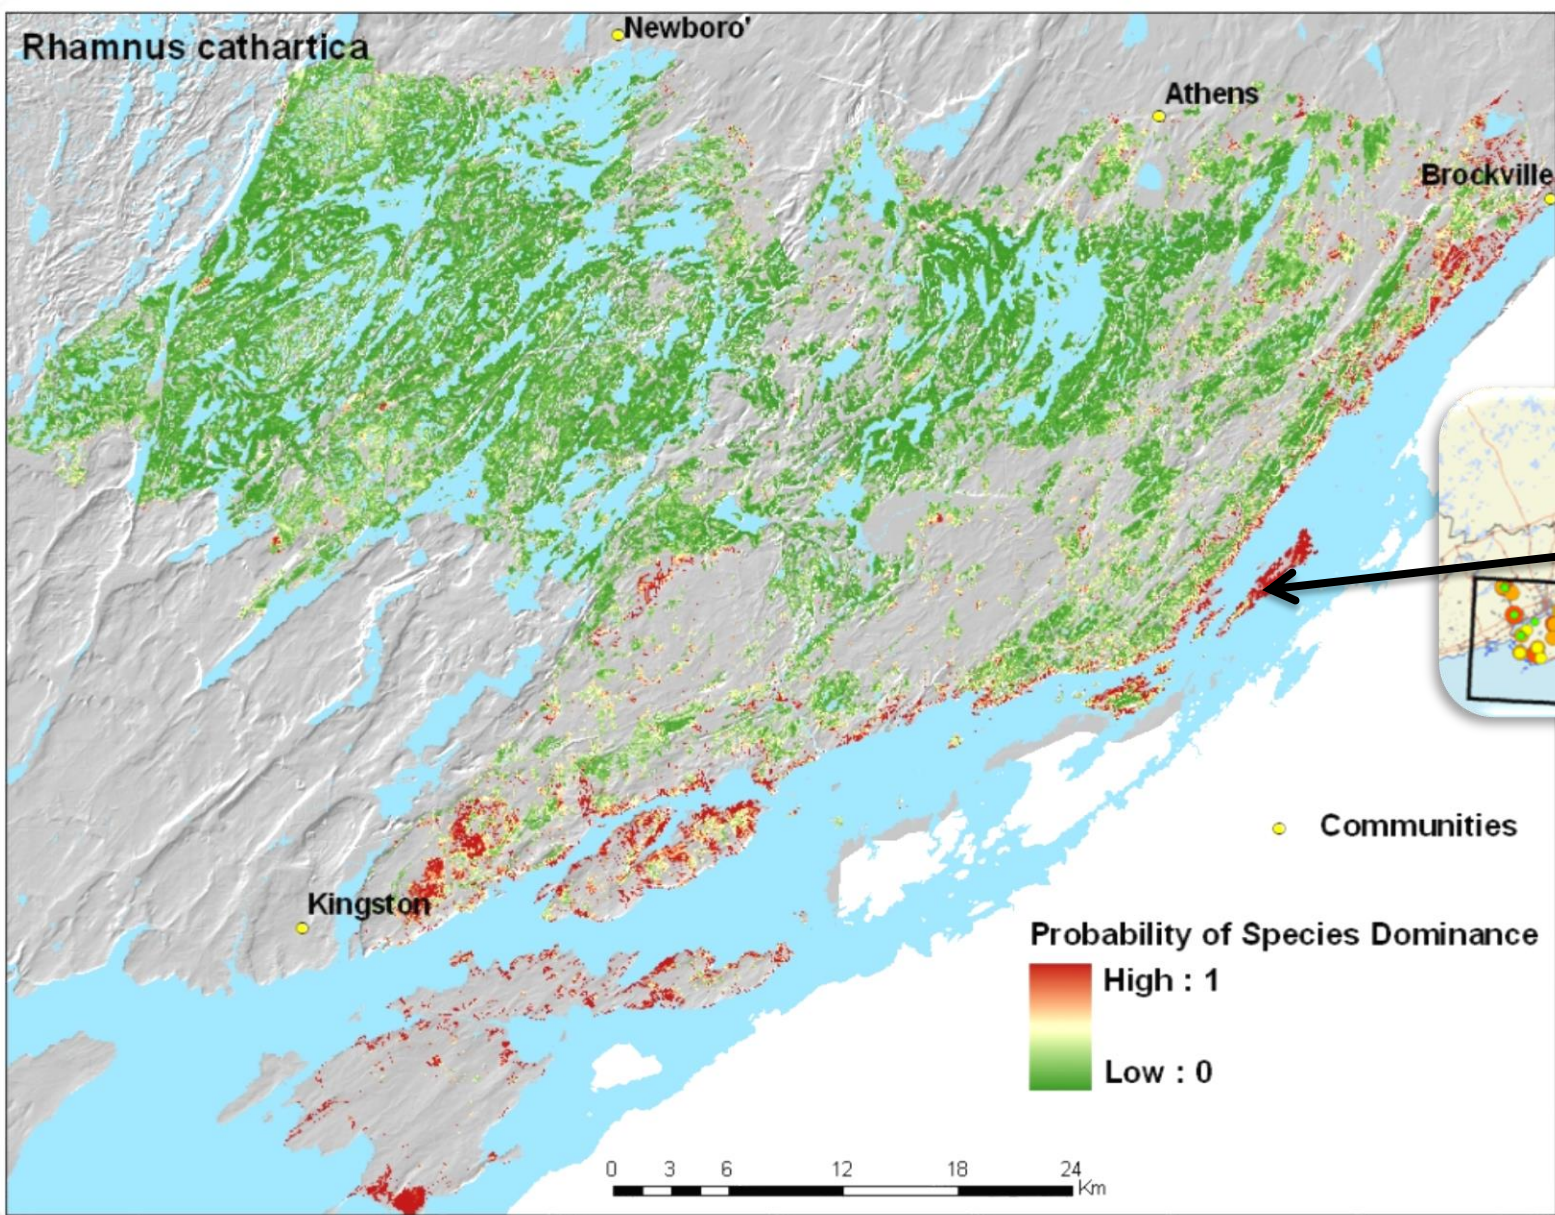 Rhamnus cathartica
Newboro'
Athens
Brockville
Kingston
Communities
Probability of Species Dominance
High : 1
Low : 0
0 3 6 12 18 24
Km